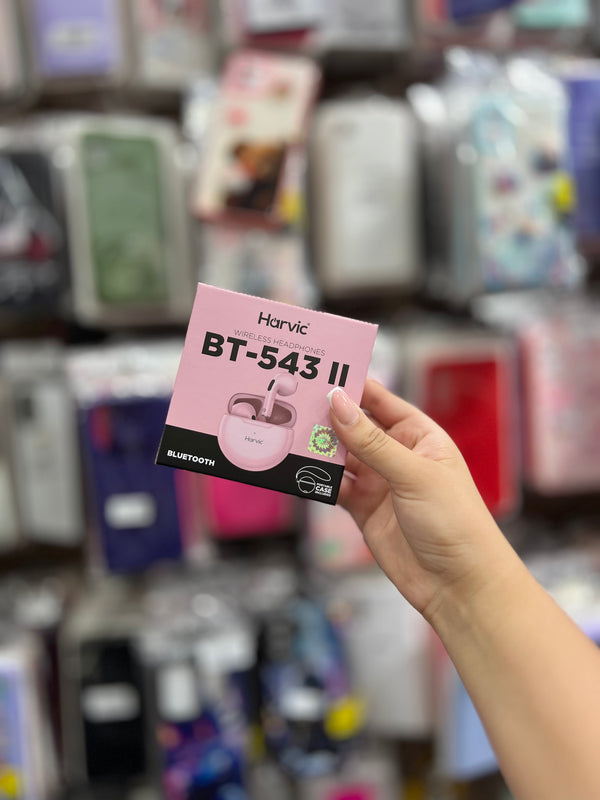 Harvic
WIRELESS HEADPHONES
BT-543 II
Harvic
BLUETOOTH
CASE